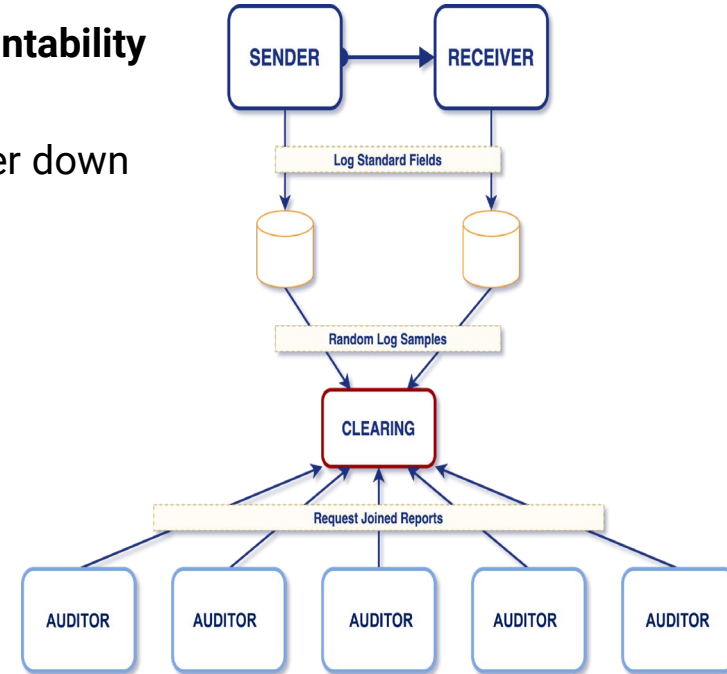 ntability
SENDER
RECEIVER
er down
Log Standard Fields
Random Log Samples
CLEARING
Request Joined Reports
AUDITOR
AUDITOR
AUDITOR
AUDITOR
AUDITOR